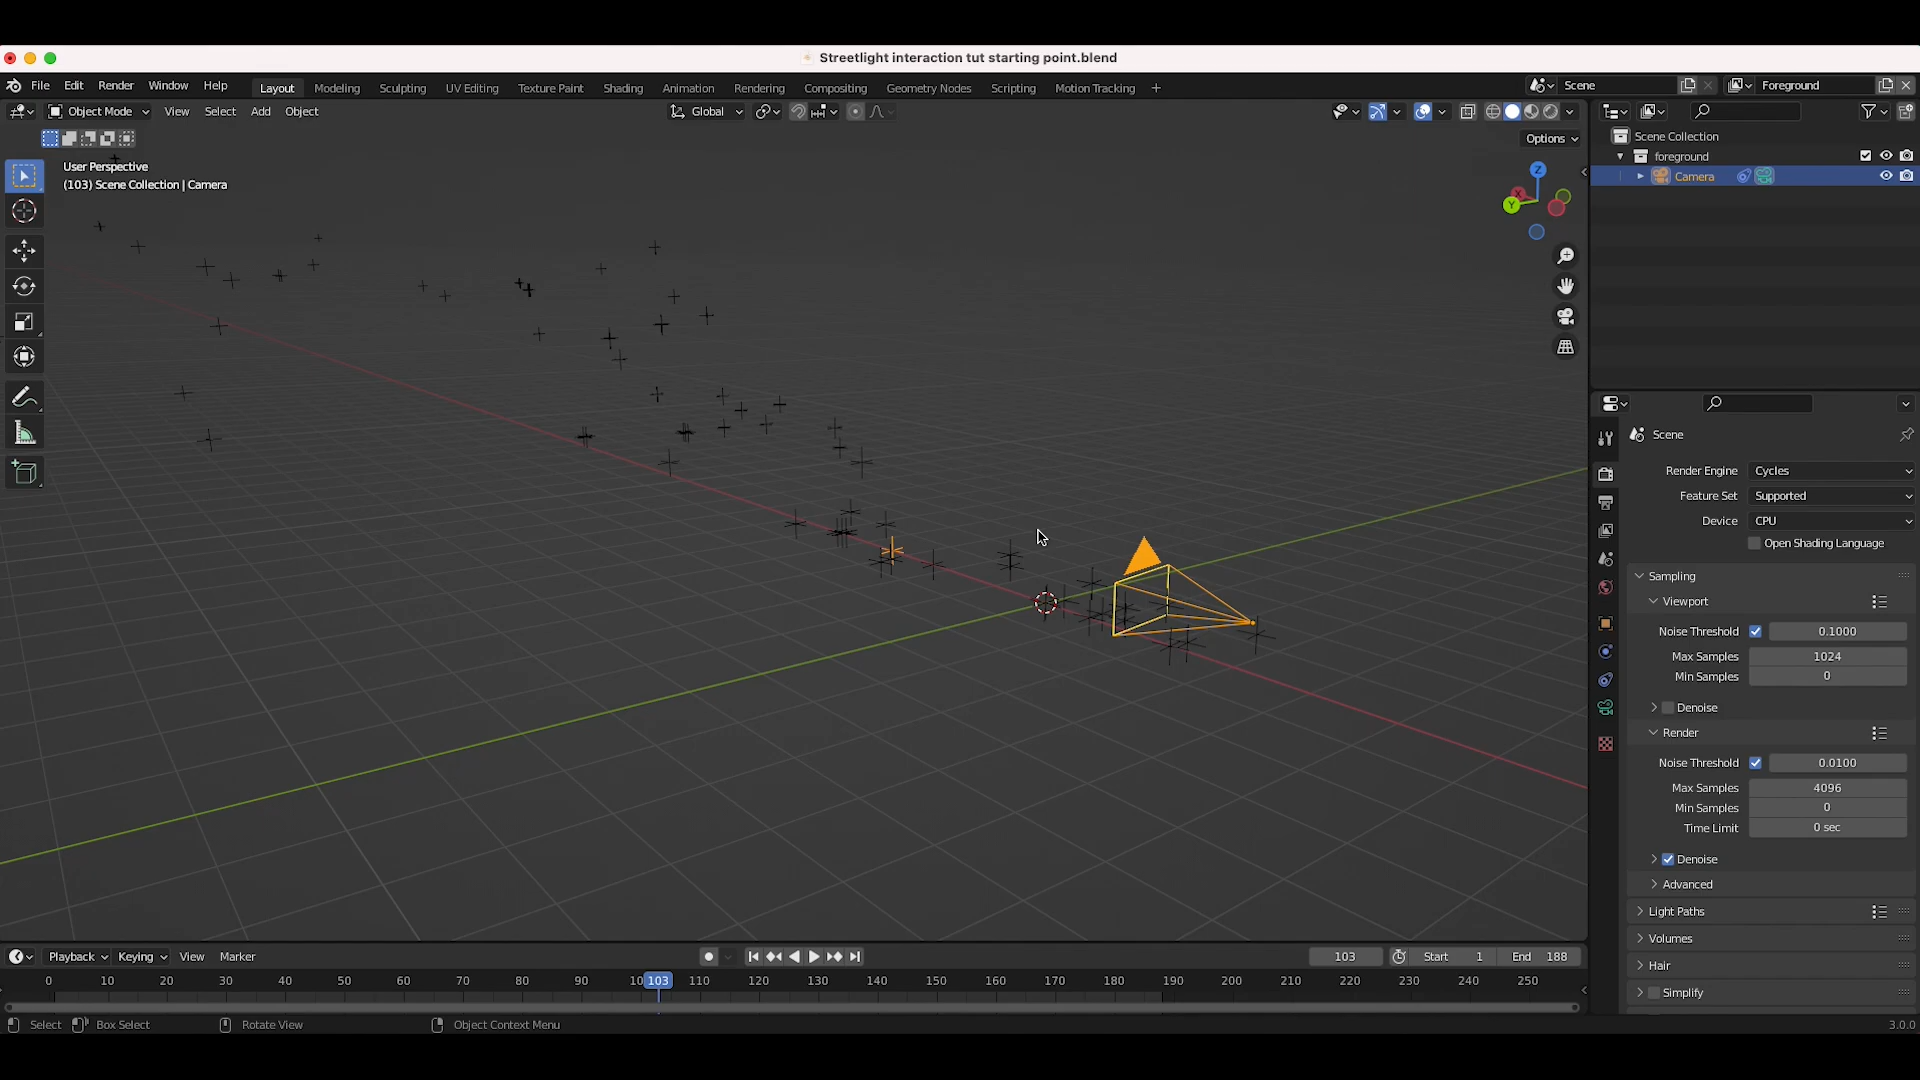 Streetlight interaction tut starting point.blend
File Edit Render Window Help Layout Modeling Sculpting UV Editing Texture Paint Shading Animation Rendering Compositing Geometry Nodes Scripting Motion Tracking + Scene Foreground
Object Mode View Select Add Object Global
Options
User Perspective
(103) Scene Collection | Camera
Z
X
Y
Scene Collection
foreground
Camera
Scene
Render Engine Cycles
Feature Set Supported
Device CPU
Open Shading Language
Sampling
Viewport
Noise Threshold 0.1000
Max Samples 1024
Min Samples 0
Denoise
Render
Noise Threshold 0.0100
Max Samples 4096
Min Samples 0
Time Limit 0 sec
Denoise
Advanced
Light Paths
Volumes
Hair
Simplify
Playback Keying View Marker 103 Start 1 End 188
0 10 20 30 40 50 60 70 80 90 10 103 110 120 130 140 150 160 170 180 190 200 210 220 230 240 250
Select Box Select Rotate View Object Context Menu 3.0.0